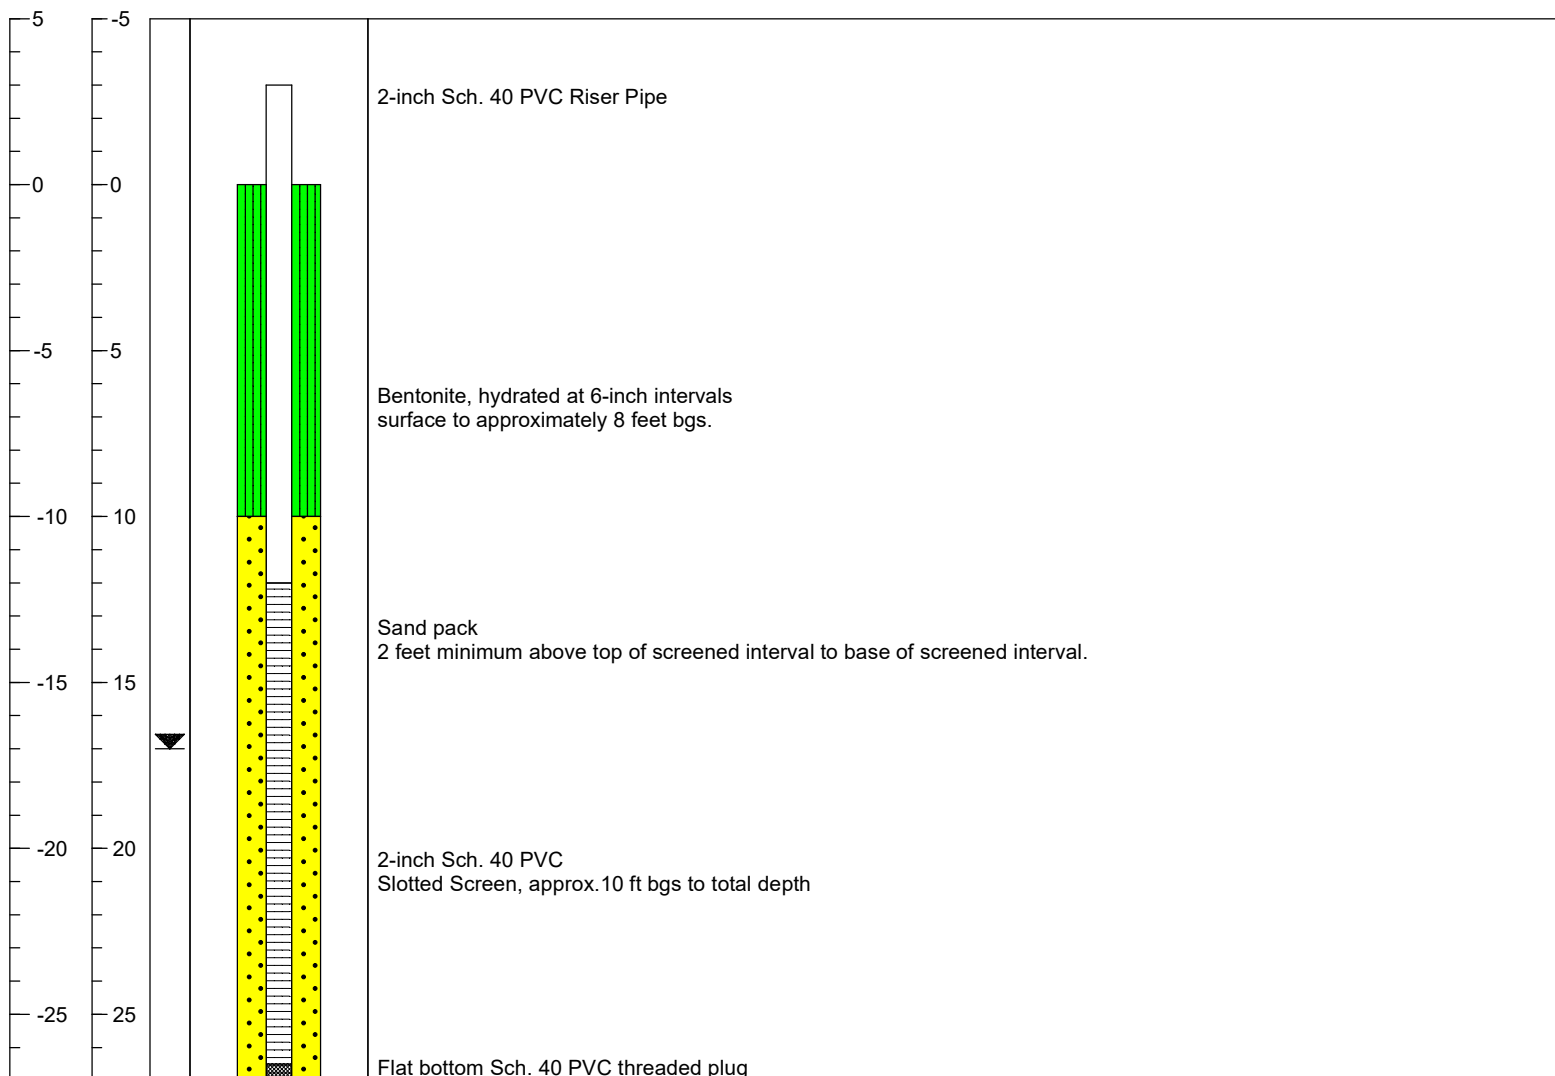 5 -5
2-inch Sch. 40 PVC Riser Pipe
0 0
-5 5
Bentonite, hydrated at 6-inch intervals
surface to approximately 8 feet bgs.
-10 10
Sand pack
2 feet minimum above top of screened interval to base of screened interval.
-15 15
-20 20
2-inch Sch. 40 PVC
Slotted Screen, approx.10 ft bgs to total depth
-25 25
Flat bottom Sch. 40 PVC threaded plug